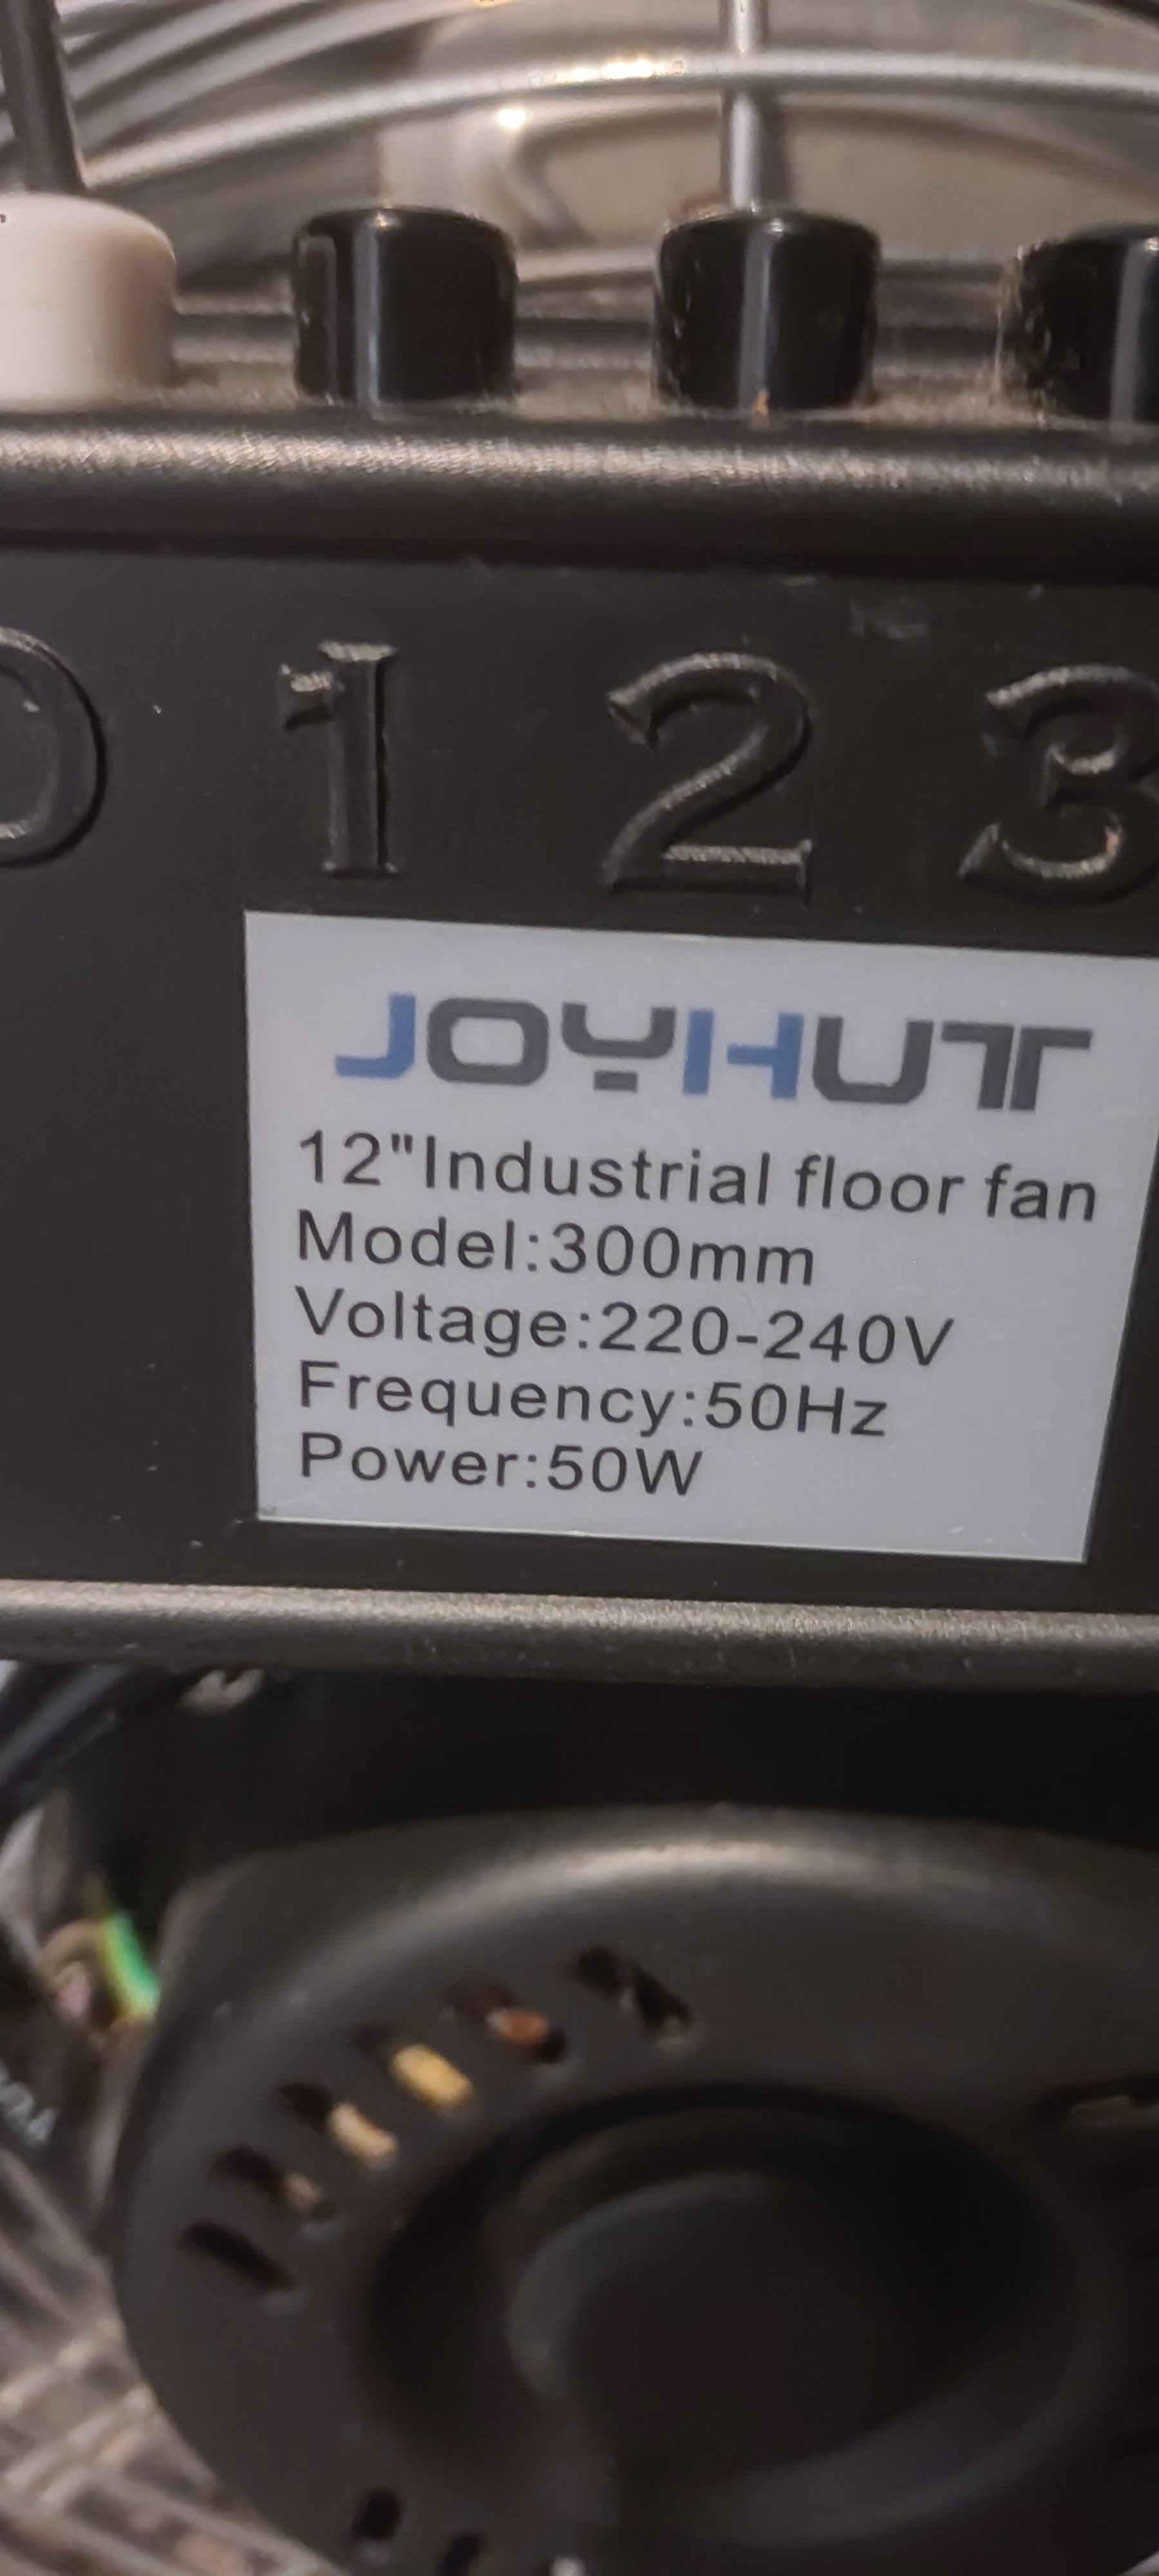 0 1 2 3
JOYHUT
12"Industrial floor fan
Model:300mm
Voltage:220-240V
Frequency:50Hz
Power:50W